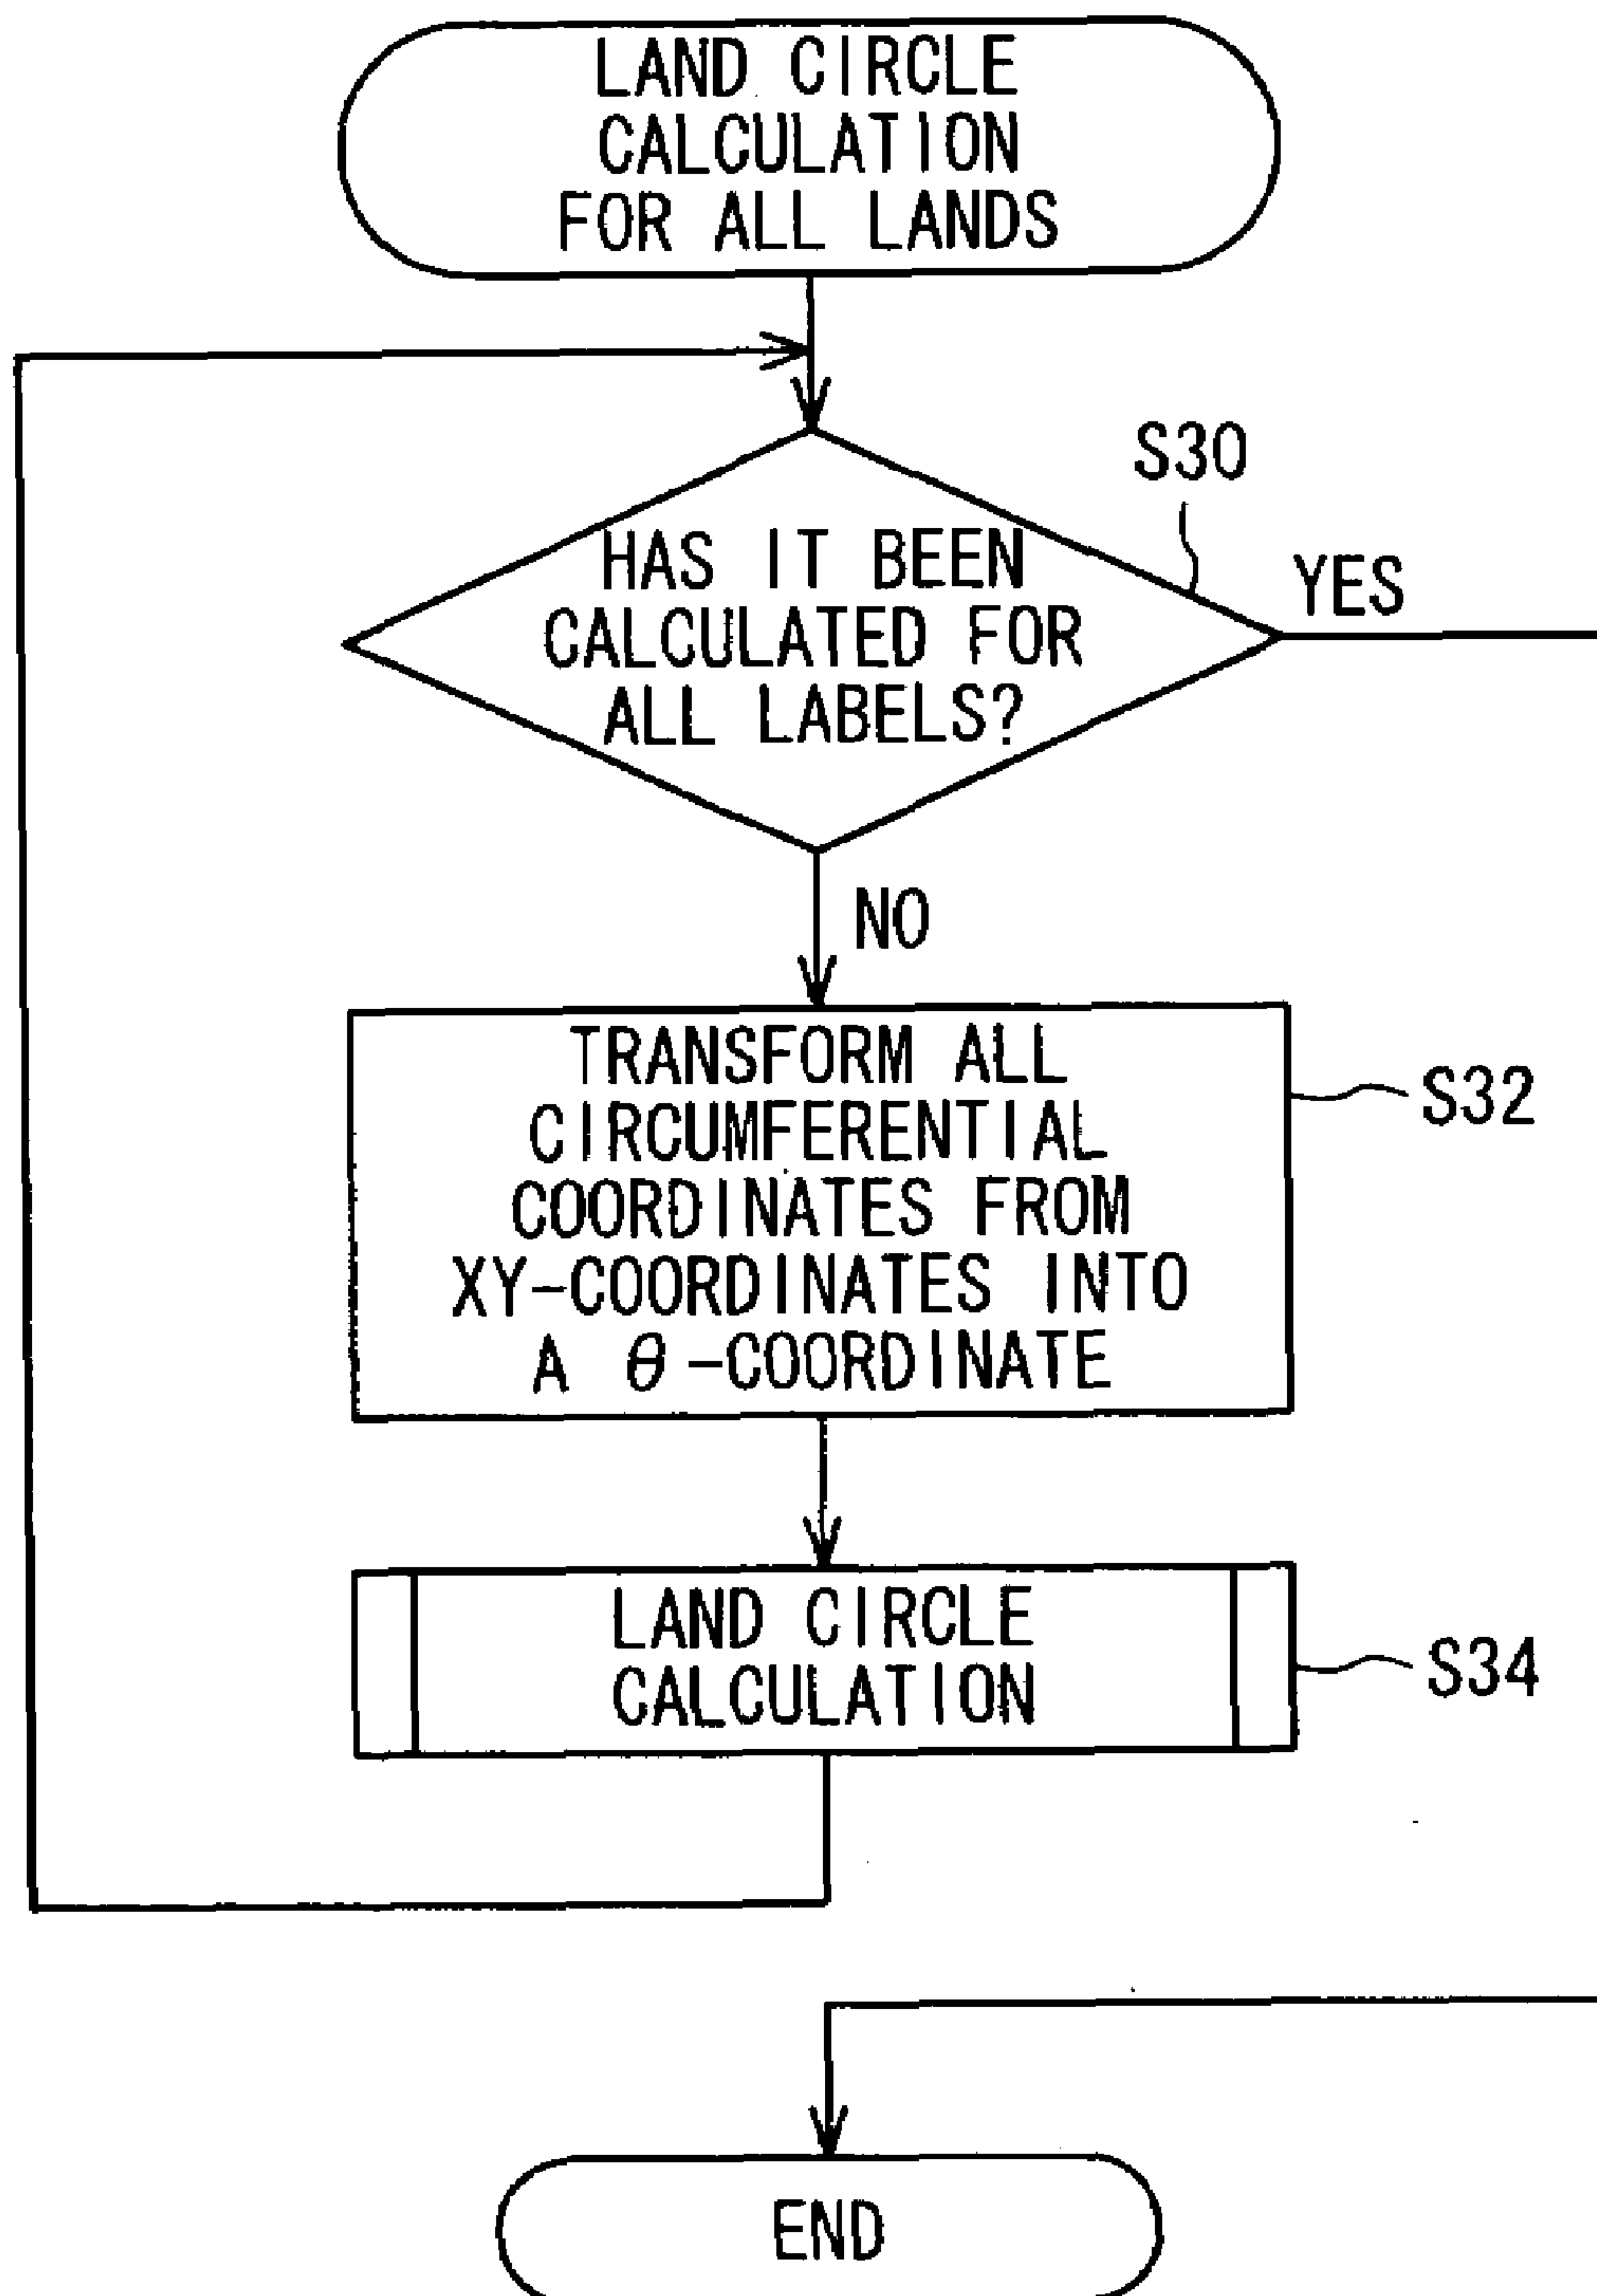 LAND CIRCLE
CALCULATION
FOR ALL LANDS
S30
HAS IT BEEN
CALCULATED FOR
ALL LABELS?
YES
NO
TRANSFORM ALL
CIRCUMFERENTIAL
COORDINATES FROM
XY-COORDINATES INTO
A θ-COORDINATE
S32
LAND CIRCLE
CALCULATION
S34
END